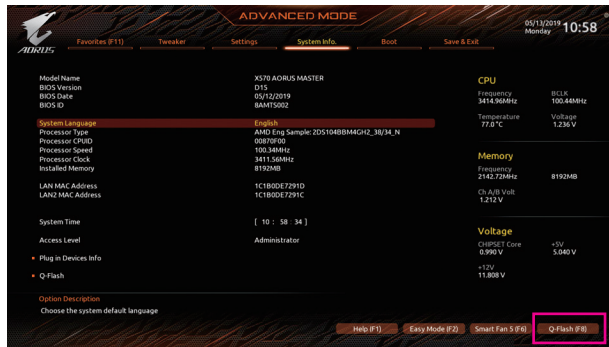 ADVANCED MODE
05/13/2019 Monday 10:58
AORUS
Favorites (F11) Tweaker Settings System Info. Boot Save & Exit
Model Name X570 AORUS MASTER
BIOS Version D15
BIOS Date 05/12/2019
BIOS ID 8AMTS002
System Language English
Processor Type AMD Eng Sample: 2DS104BBM4GH2_38/34_N
Processor CPUID 00870F00
Processor Speed 100.34MHz
Processor Clock 3411.56MHz
Installed Memory 8192MB
LAN MAC Address 1C1B0DE7291D
LAN2 MAC Address 1C1B0DE7291C
System Time [ 10 : 58 : 34 ]
Access Level Administrator
Plug in Devices Info
Q-Flash
CPU
Frequency BCLK
3414.96MHz 100.44MHz
Temperature Voltage
77.0 °C 1.236 V
Memory
Frequency
2142.72MHz 8192MB
Ch A/B Volt
1.212 V
Voltage
CHIPSET Core +5V
0.990 V 5.040 V
+12V
11.808 V
Option Description
Choose the system default language
Help (F1) Easy Mode (F2) Smart Fan 5 (F6) Q-Flash (F8)